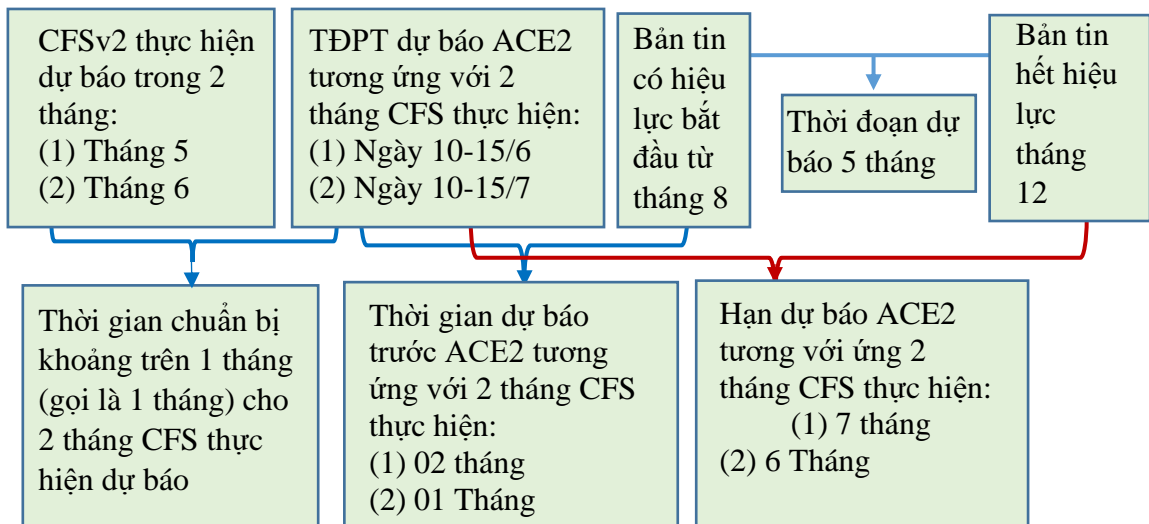 CFSv2 thực hiện
dự báo trong 2
tháng:
(1) Tháng 5
(2) Tháng 6
TĐPT dự báo ACE2
tương ứng với 2
tháng CFS thực hiện:
(1) Ngày 10-15/6
(2) Ngày 10-15/7
Bản tin
có hiệu
lực bắt
đầu từ
tháng 8
Thời đoạn dự
báo 5 tháng
Bản tin
hết hiệu
lực
tháng
12
Thời gian chuẩn bị
khoảng trên 1 tháng
(gọi là 1 tháng) cho
2 tháng CFS thực
hiện dự báo
Thời gian dự báo
trước ACE2 tương
ứng với 2 tháng CFS
thực hiện:
(1) 02 tháng
(2) 01 Tháng
Hạn dự báo ACE2
tương với ứng 2
tháng CFS thực hiện:
(1) 7 tháng
(2) 6 Tháng